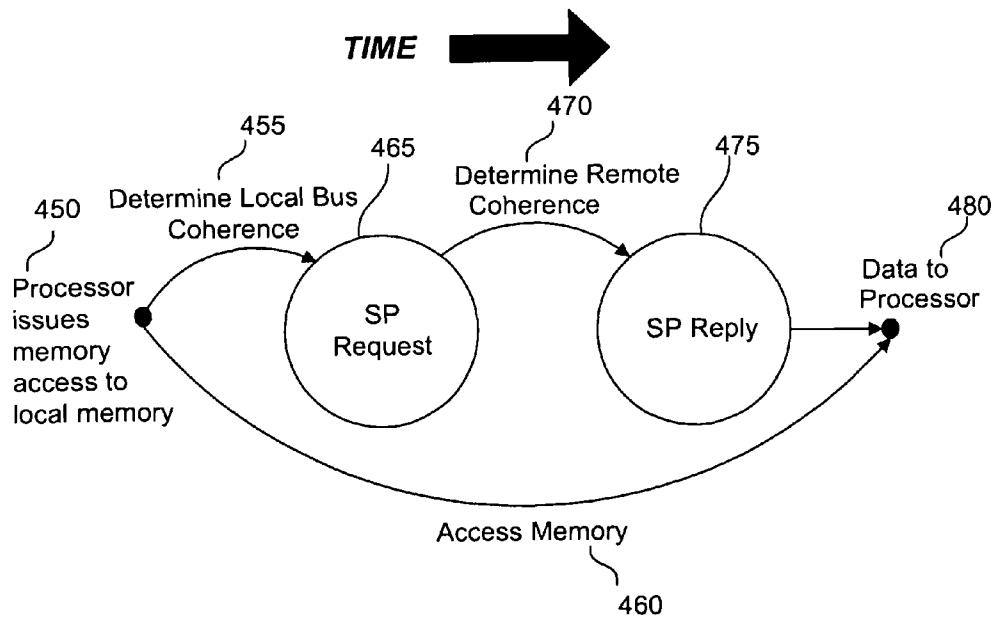 TIME
470
455
465
475
Determine Local Bus
Coherence
Determine Remote
Coherence
450
480
Processor
issues
memory
access to
local memory
SP
Request
SP Reply
Data to
Processor
Access Memory
460